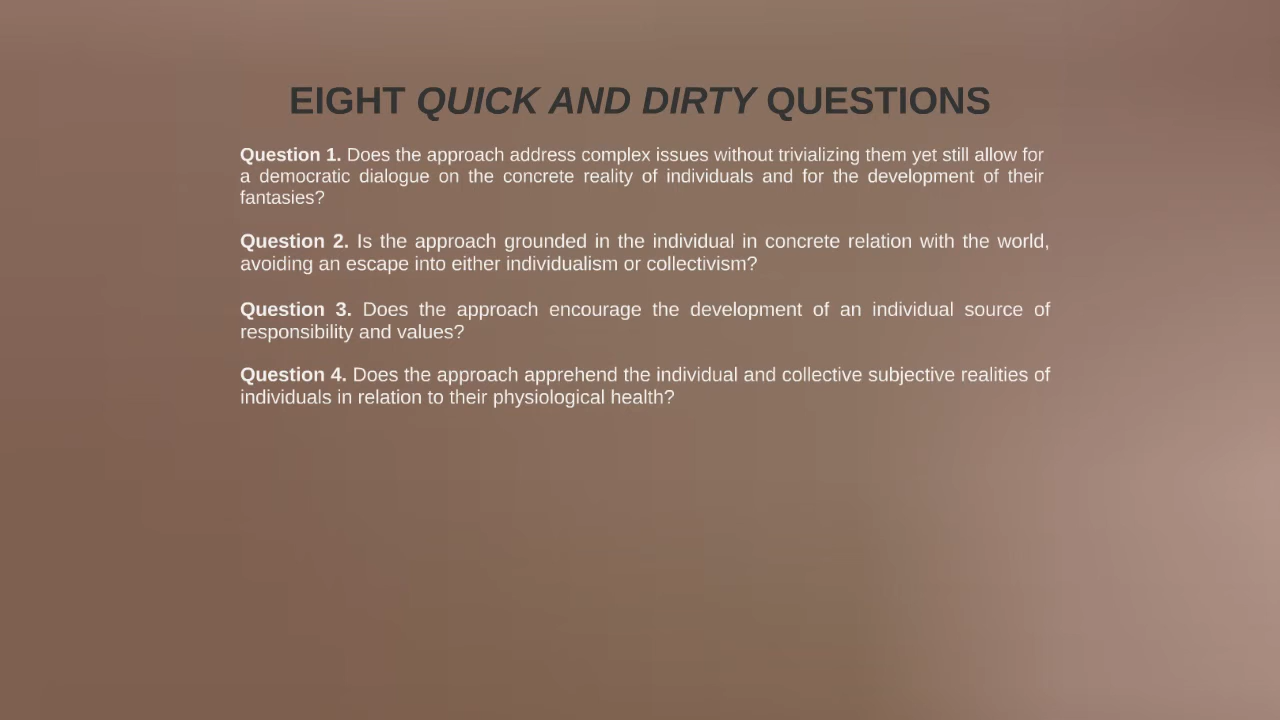 EIGHT QUICK AND DIRTY QUESTIONS
Question 1. Does the approach address complex issues without trivializing them yet still allow for
a democratic dialogue on the concrete reality of individuals and for the development of their
fantasies?
Question 2. Is the approach grounded in the individual in concrete relation with the world,
avoiding an escape into either individualism or collectivism?
Question 3. Does the approach encourage the development of an individual source of
responsibility and values?
Question 4. Does the approach apprehend the individual and collective subjective realities of
individuals in relation to their physiological health?